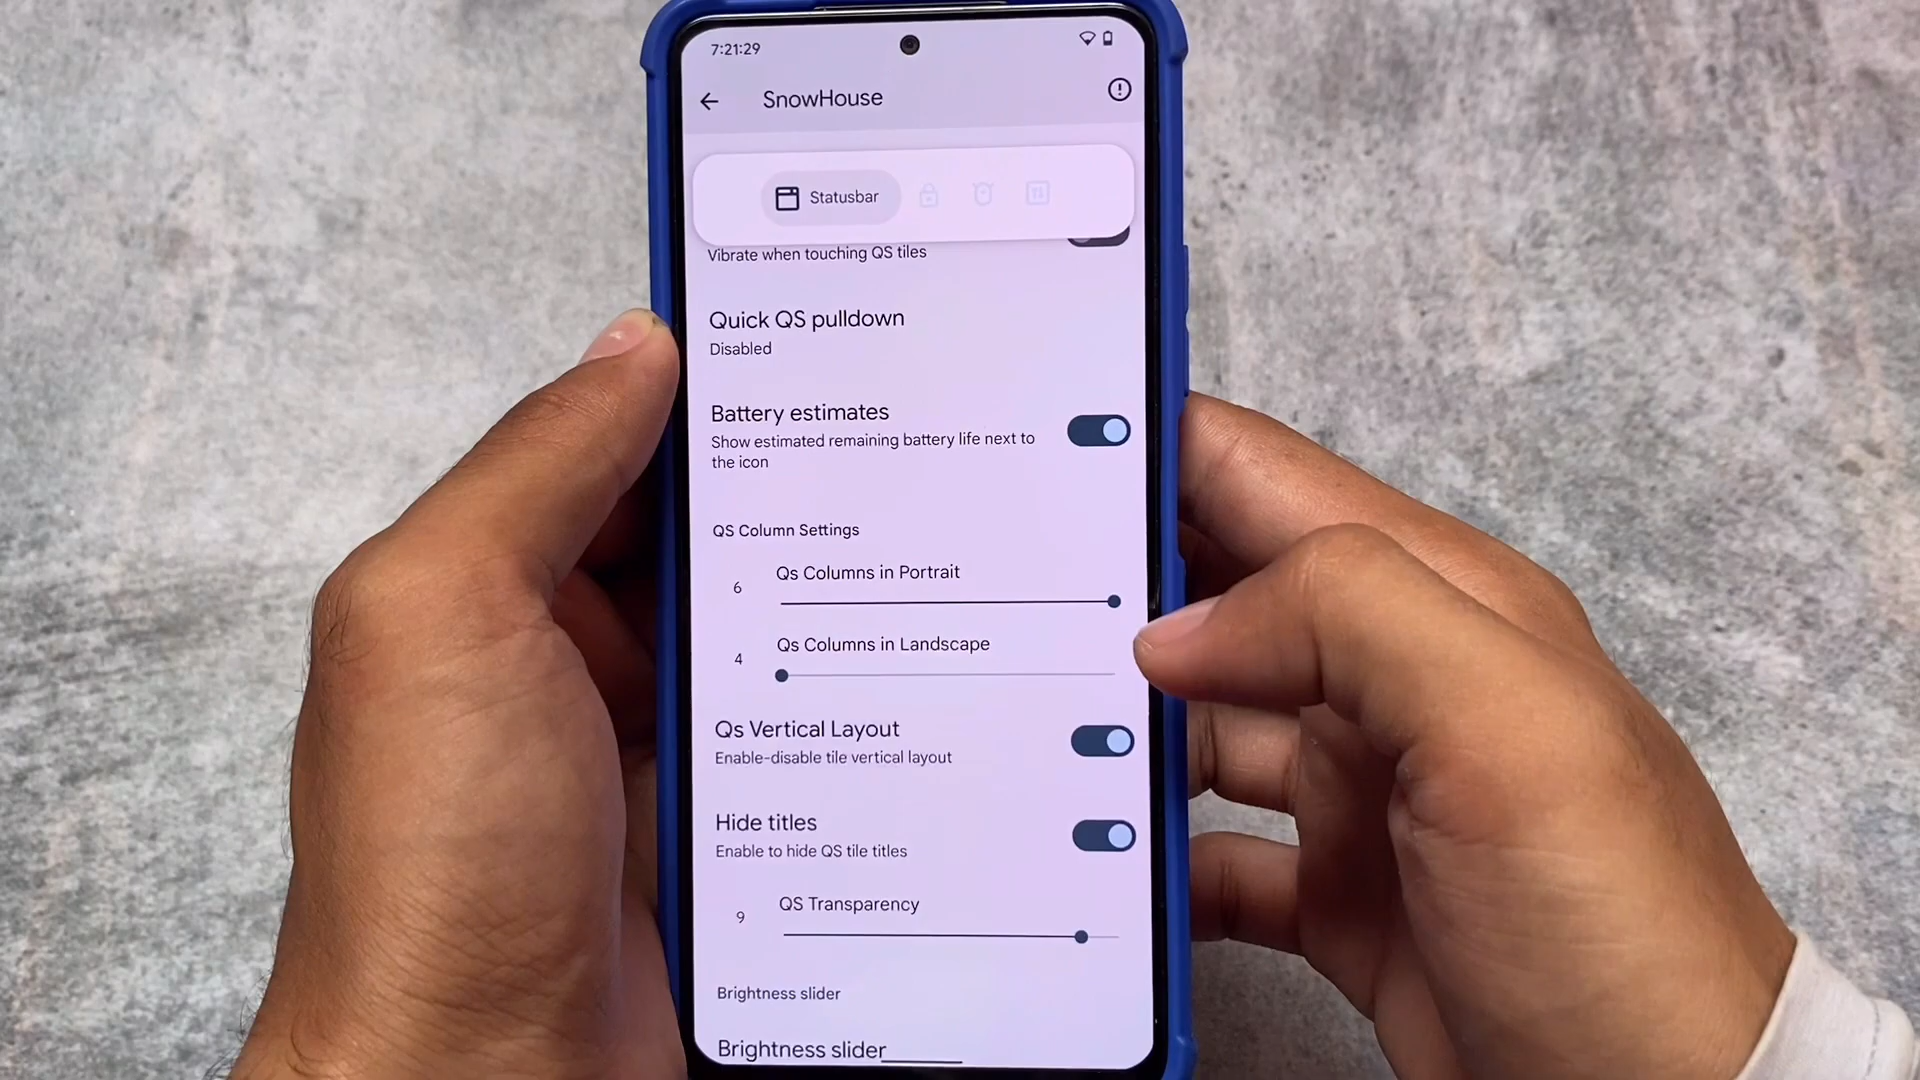 7:21:29
SnowHouse
Statusbar
Vibrate when touching QS tiles
Quick QS pulldown
Disabled
Battery estimates
Show estimated remaining battery life next to
the icon
QS Column Settings
Qs Columns in Portrait
6
Qs Columns in Landscape
4
Qs Vertical Layout
Enable-disable tile vertical layout
Hide titles
Enable to hide QS tile titles
QS Transparency
9
Brightness slider
Brightness slider